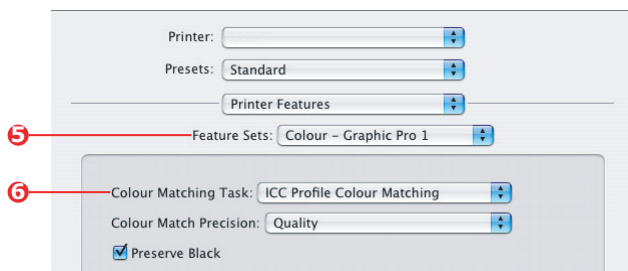 Printer:
Presets: Standard
Printer Features
5 Feature Sets: Colour – Graphic Pro 1
6 Colour Matching Task: ICC Profile Colour Matching
Colour Match Precision: Quality
Preserve Black